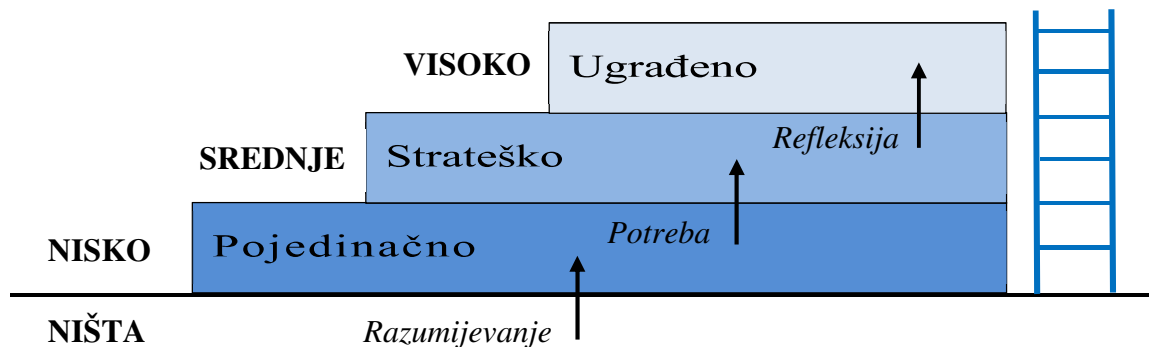 VISOKO Ugrađeno
Refleksija
SREDNJE Strateško
Potreba
NISKO Pojedinačno
NIŠTA Razumijevanje